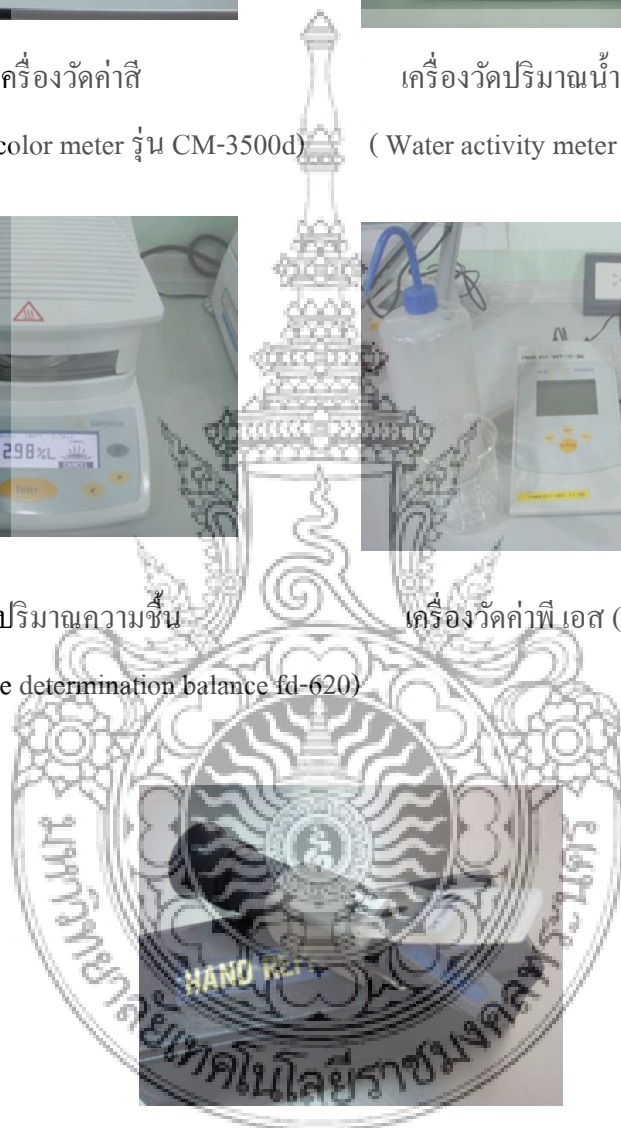 ครื่องวัดค่าสี
เครื่องวัดปริมาณน้ำ
color meter รุ่น CM-3500d)
( Water activity meter
298%L
Enter
ปริมาณความชื้น
เครื่องวัดค่าพี เอส (
e determination balance fd-620)
HAND
มหาวิทยาลัยเทคโนโลยีราชมงคลพระนคร